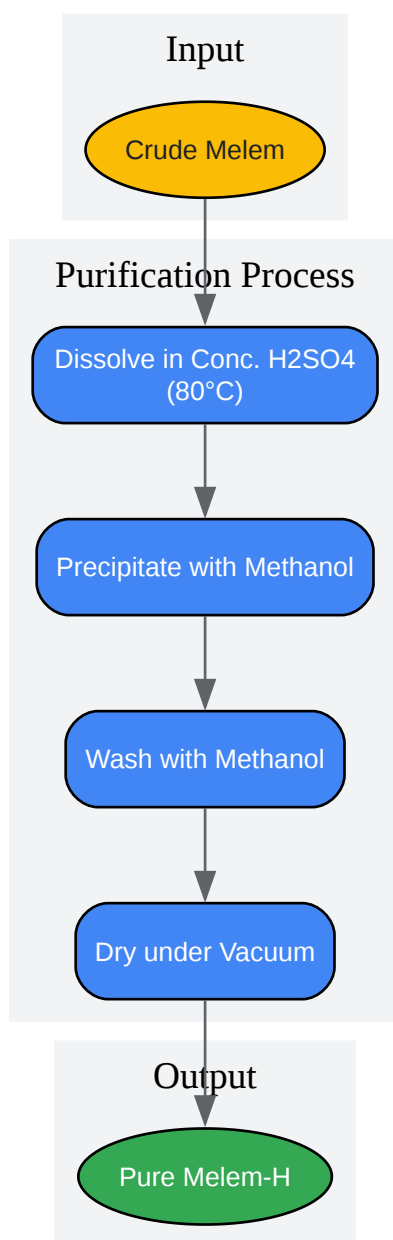 Input
Crude Melem
Purification Process
Dissolve in Conc. H2SO4
(80°C)
Precipitate with Methanol
Wash with Methanol
Dry under Vacuum
Output
Pure Melem-H